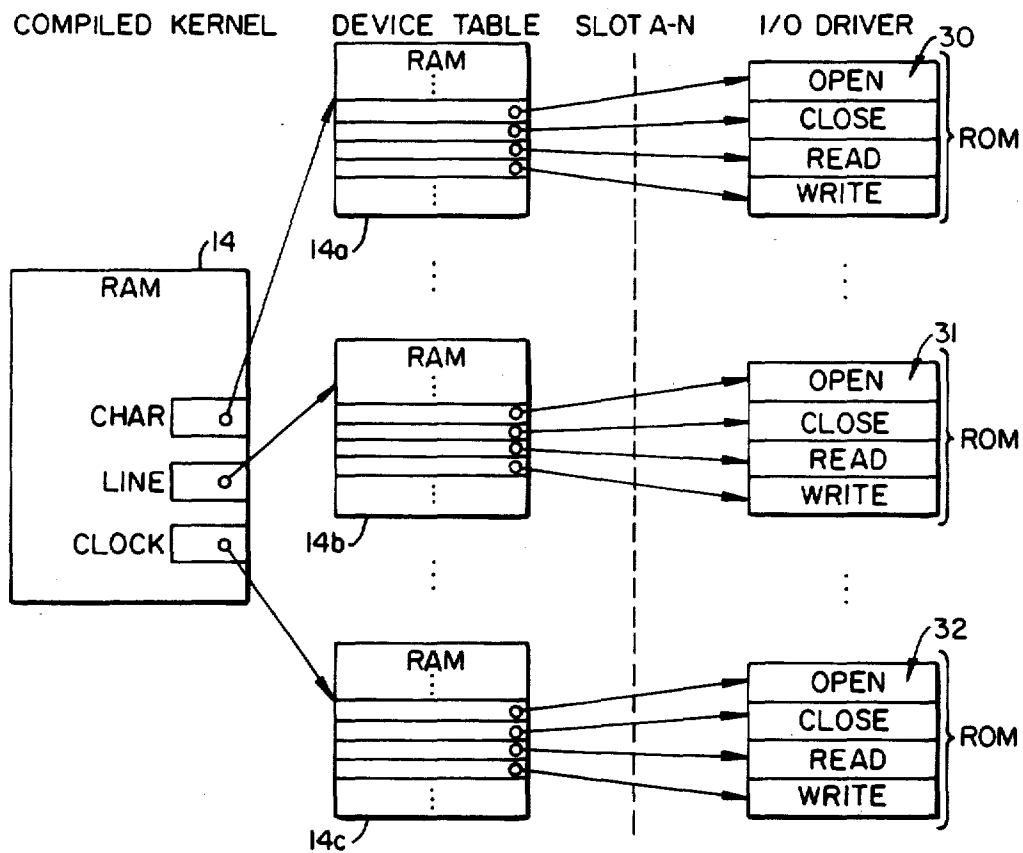 COMPILED KERNEL
DEVICE TABLE
SLOT A-N
I/O DRIVER
14
RAM
CHAR
LINE
CLOCK
RAM
14a
30
OPEN
CLOSE
READ
WRITE
ROM
RAM
14b
31
OPEN
CLOSE
READ
WRITE
ROM
RAM
14c
32
OPEN
CLOSE
READ
WRITE
ROM